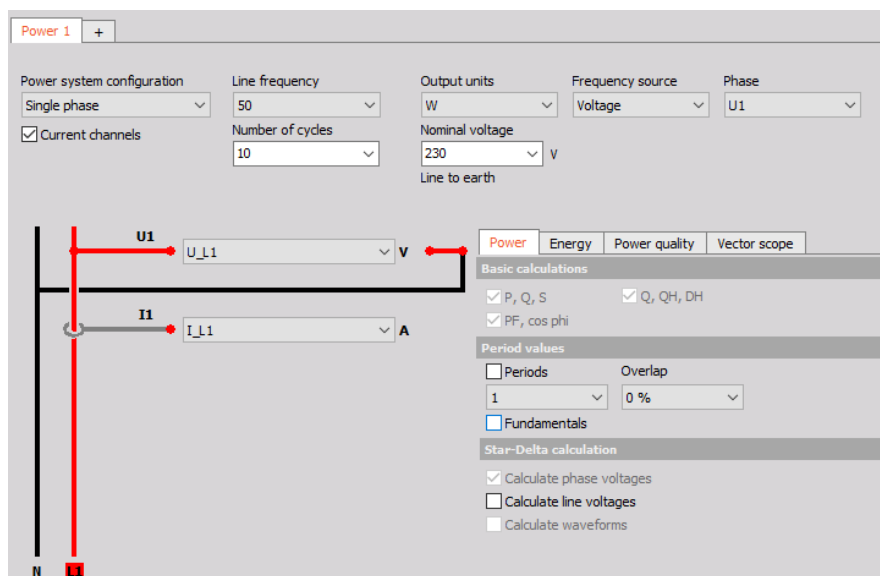 Power 1 +
Power system configuration Line frequency Output units Frequency source Phase
Single phase 50 W Voltage U1
Current channels Number of cycles Nominal voltage
10 230 V
Line to earth
U1
U_L1 V
I1
I_L1 A
N L1
Power Energy Power quality Vector scope
Basic calculations
P, Q, S Q, QH, DH
PF, cos phi
Period values
Periods Overlap
1 0 %
Fundamentals
Star-Delta calculation
Calculate phase voltages
Calculate line voltages
Calculate waveforms